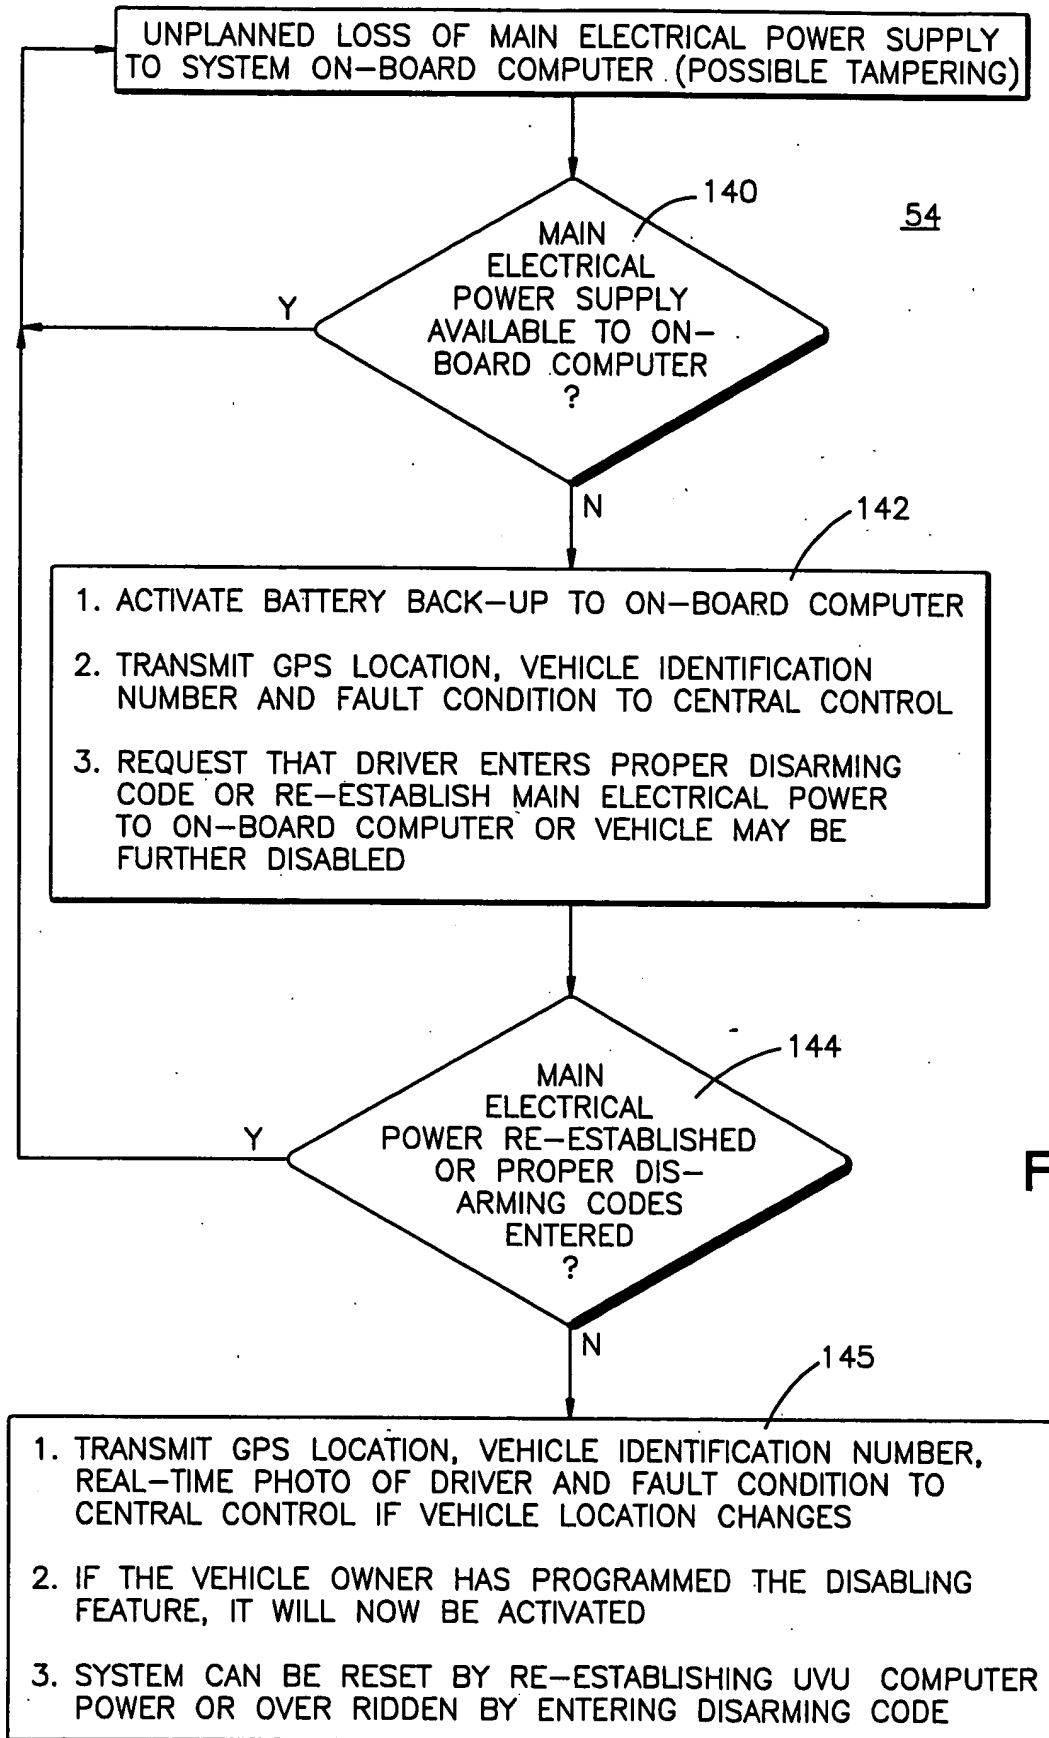 UNPLANNED LOSS OF MAIN ELECTRICAL POWER SUPPLY
TO SYSTEM ON-BOARD COMPUTER (POSSIBLE TAMPERING)
140
54
MAIN
ELECTRICAL
POWER SUPPLY
AVAILABLE TO ON-
BOARD COMPUTER
?
Y
N
142
1. ACTIVATE BATTERY BACK-UP TO ON-BOARD COMPUTER
2. TRANSMIT GPS LOCATION, VEHICLE IDENTIFICATION
NUMBER AND FAULT CONDITION TO CENTRAL CONTROL
3. REQUEST THAT DRIVER ENTERS PROPER DISARMING
CODE OR RE-ESTABLISH MAIN ELECTRICAL POWER
TO ON-BOARD COMPUTER OR VEHICLE MAY BE
FURTHER DISABLED
144
MAIN
ELECTRICAL
POWER RE-ESTABLISHED
OR PROPER DIS-
ARMING CODES
ENTERED
?
Y
F
N
145
1. TRANSMIT GPS LOCATION, VEHICLE IDENTIFICATION NUMBER,
REAL-TIME PHOTO OF DRIVER AND FAULT CONDITION TO
CENTRAL CONTROL IF VEHICLE LOCATION CHANGES
2. IF THE VEHICLE OWNER HAS PROGRAMMED THE DISABLING
FEATURE, IT WILL NOW BE ACTIVATED
3. SYSTEM CAN BE RESET BY RE-ESTABLISHING UVU COMPUTER
POWER OR OVER RIDDEN BY ENTERING DISARMING CODE